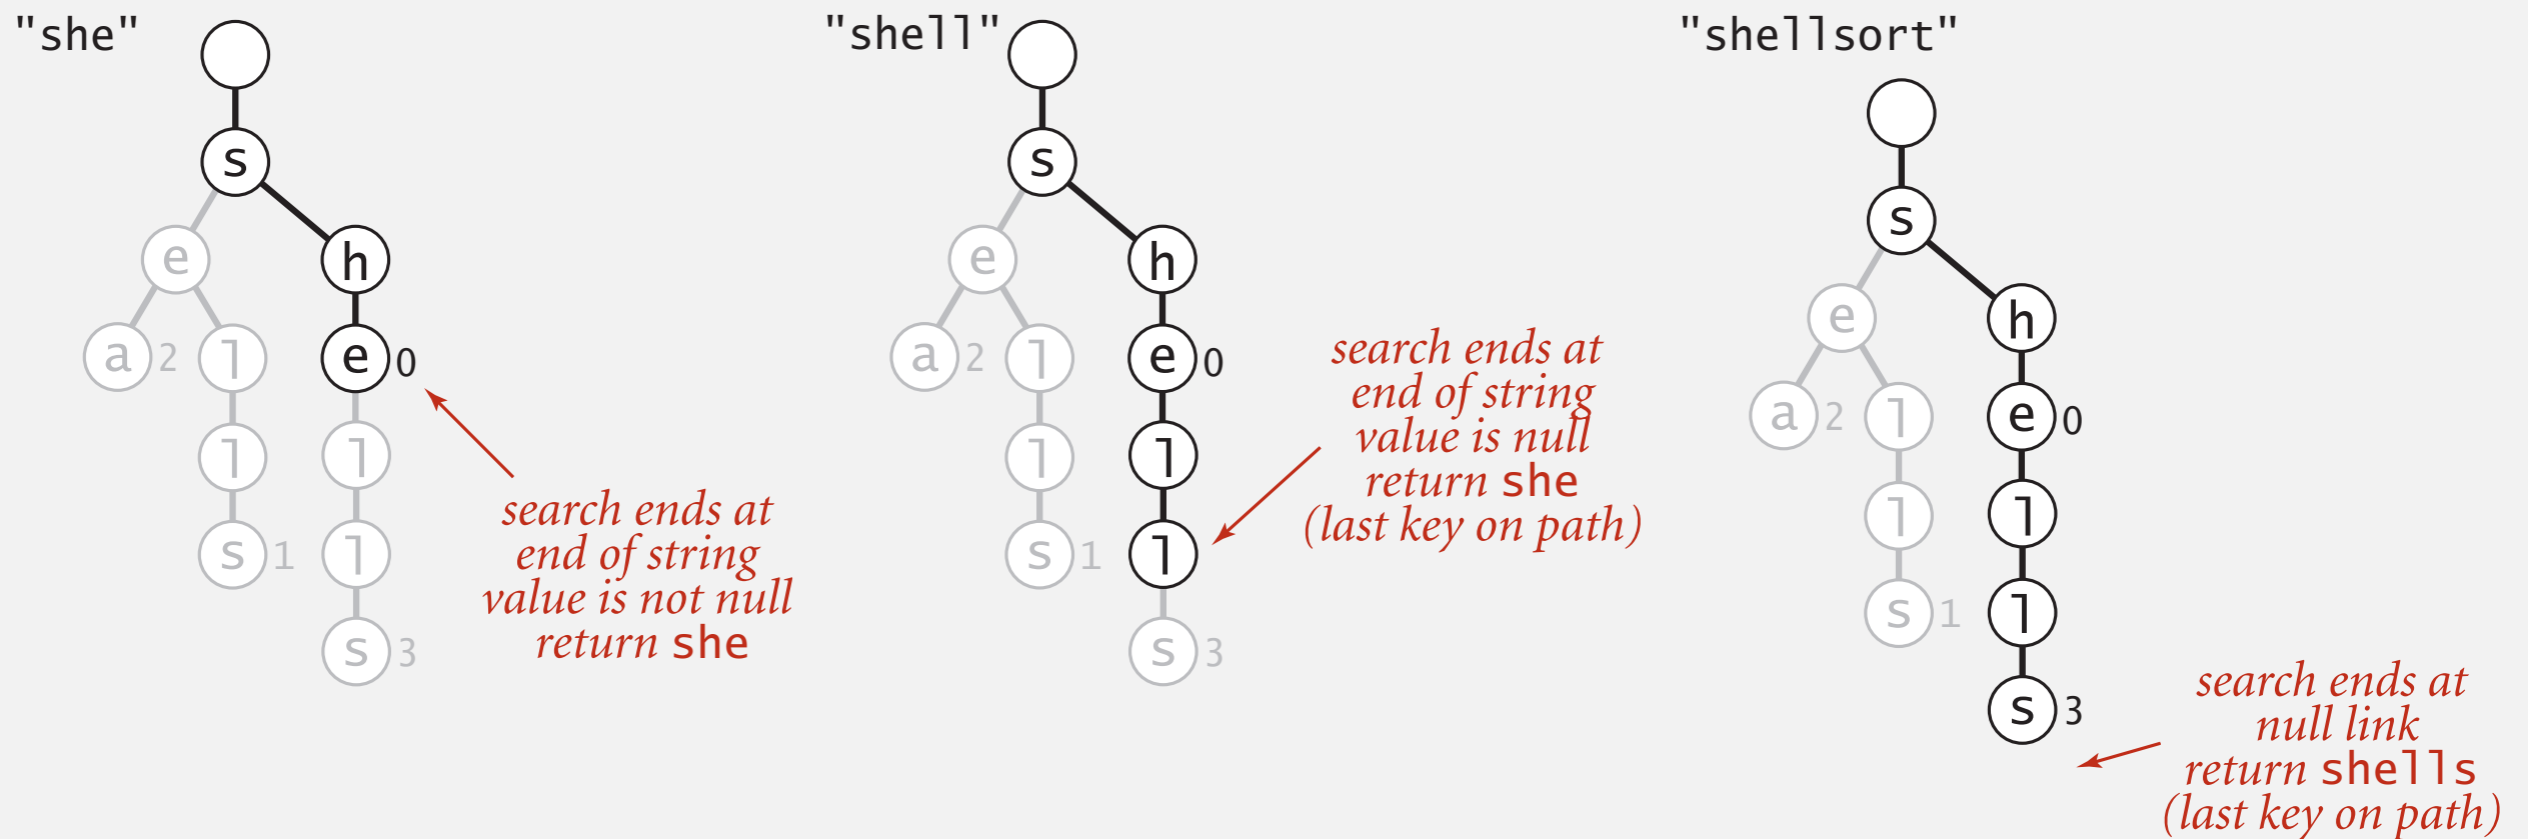 "she"
s
e
h
a 2
l
e 0
l
l
s 1
l
s 3
search ends at
end of string
value is not null
return she
"shell"
s
e
h
a 2
l
e 0
l
l
s 1
l
s 3
search ends at
end of string
value is null
return she
(last key on path)
"shellsort"
s
e
h
a 2
l
e 0
l
l
s 1
l
s 3
search ends at
null link
return shells
(last key on path)